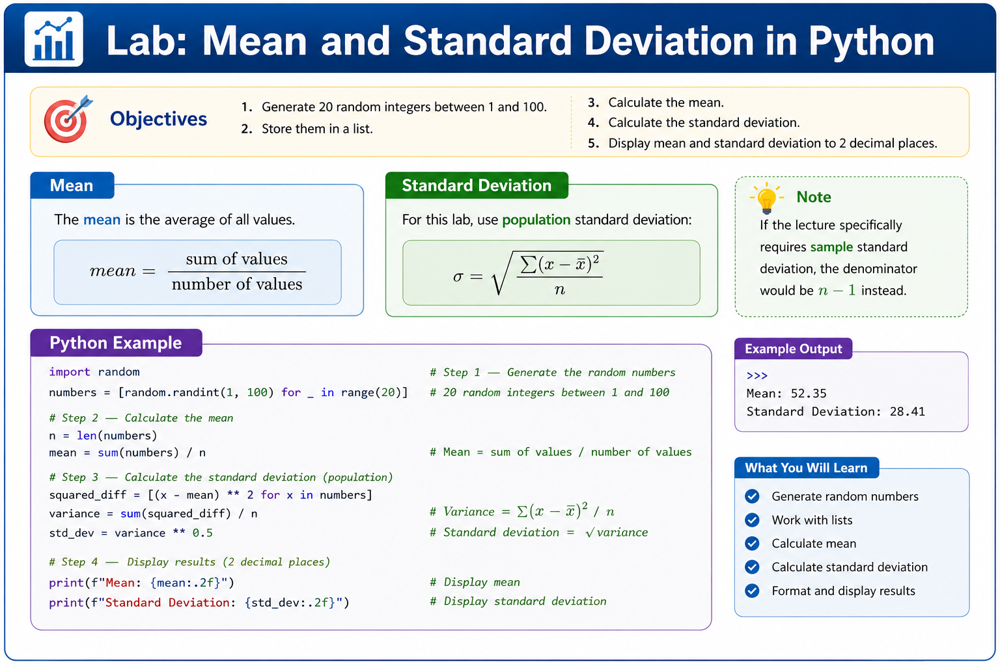 Lab: Mean and Standard Deviation in Python
Objectives
1. Generate 20 random integers between 1 and 100.
2. Store them in a list.
3. Calculate the mean.
4. Calculate the standard deviation.
5. Display mean and standard deviation to 2 decimal places.
Mean
The mean is the average of all values.
mean = sum of values / number of values
Standard Deviation
For this lab, use population standard deviation:
σ = √(∑(x − x̄)² / n)
Note
If the lecture specifically
requires sample standard
deviation, the denominator
would be n − 1 instead.
Python Example
import random # Step 1 — Generate the random numbers
numbers = [random.randint(1, 100) for _ in range(20)] # 20 random integers between 1 and 100
# Step 2 — Calculate the mean
n = len(numbers)
mean = sum(numbers) / n # Mean = sum of values / number of values
# Step 3 — Calculate the standard deviation (population)
squared_diff = [(x - mean) ** 2 for x in numbers]
variance = sum(squared_diff) / n # Variance = ∑(x − x̄)² / n
std_dev = variance ** 0.5 # Standard deviation = √variance
# Step 4 — Display results (2 decimal places)
print(f"Mean: {mean:.2f}") # Display mean
print(f"Standard Deviation: {std_dev:.2f}") # Display standard deviation
Example Output
>>>
Mean: 52.35
Standard Deviation: 28.41
What You Will Learn
Generate random numbers
Work with lists
Calculate mean
Calculate standard deviation
Format and display results